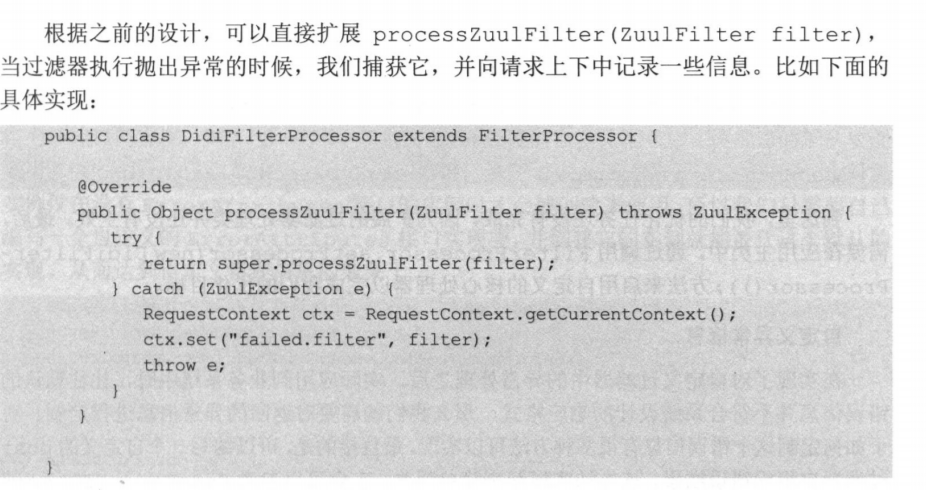 根据之前的设计，可以直接扩展 processZuulFilter(ZuulFilter filter)，
当过滤器执行抛出异常的时候，我们捕获它，并向请求上下中记录一些信息。比如下面的
具体实现：
public class DidiFilterProcessor extends FilterProcessor {
@Override
public Object processZuulFilter(ZuulFilter filter) throws ZuulException {
try {
return super.processZuulFilter(filter);
} catch (ZuulException e) {
RequestContext ctx = RequestContext.getCurrentContext();
ctx.set("failed.filter", filter);
throw e;
}
}
}